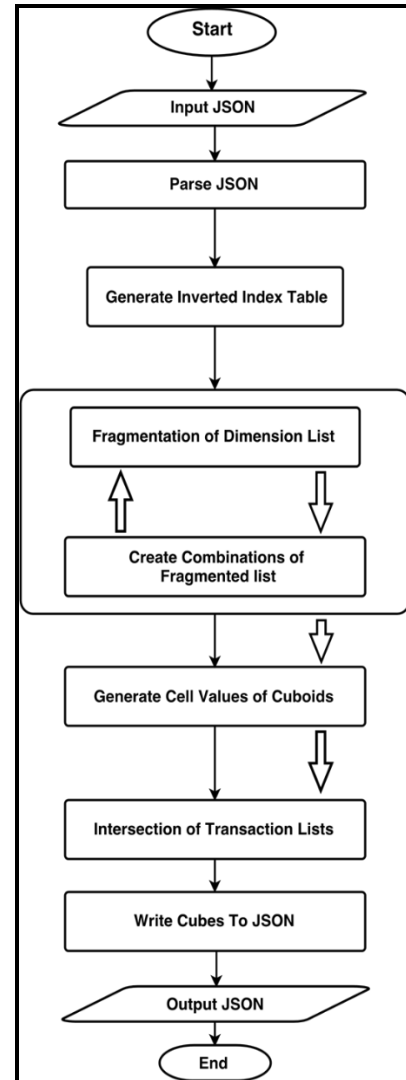 Start
Input JSON
Parse JSON
Generate Inverted Index Table
Fragmentation of Dimension List
Create Combinations of
Fragmented list
Generate Cell Values of Cuboids
Intersection of Transaction Lists
Write Cubes To JSON
Output JSON
End